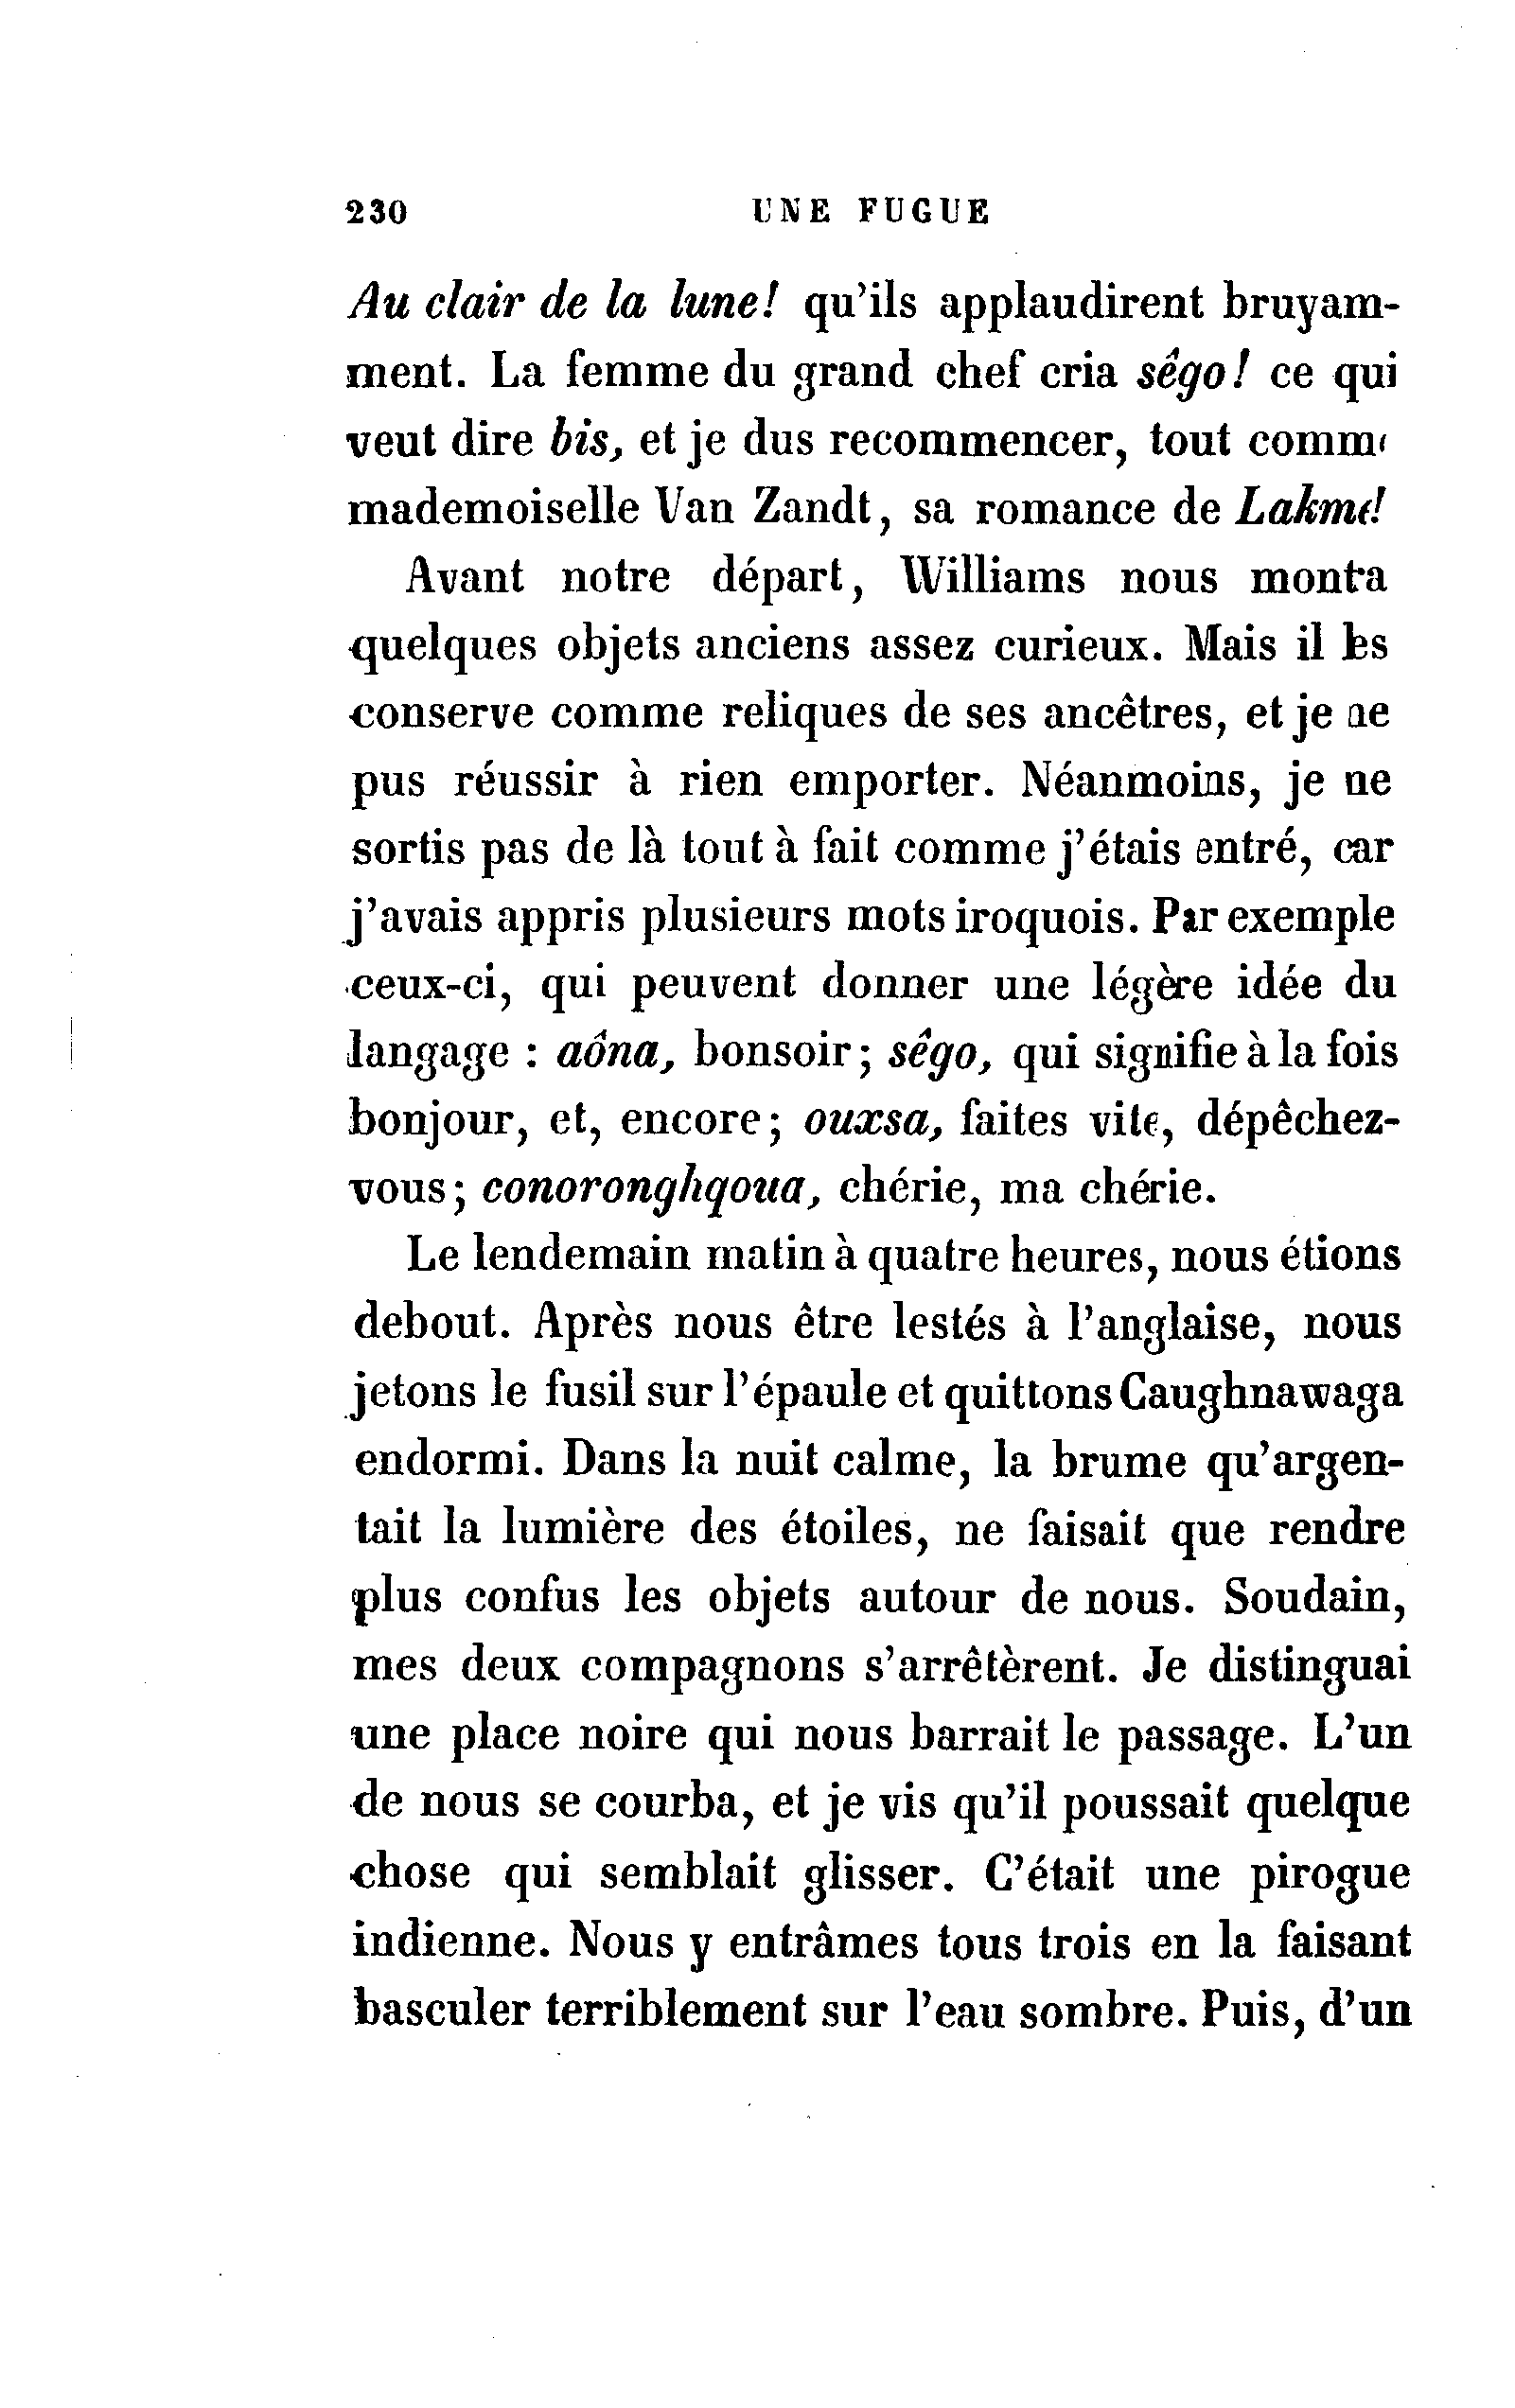 230 UNE FUGUE
Au clair de la lune! qu'ils applaudirent bruyam-
ment. La femme du grand chef cria sêgo! ce qui
veut dire bis, et je dus recommencer, tout comme
mademoiselle Van Zandt, sa romance de Lakmé!
Avant notre départ, Williams nous montra
quelques objets anciens assez curieux. Mais il les
conserve comme reliques de ses ancêtres, et je ne
pus réussir à rien emporter. Néanmoins, je ne
sortis pas de là tout à fait comme j'étais entré, car
j'avais appris plusieurs mots iroquois. Par exemple
ceux-ci, qui peuvent donner une légère idée du
langage : aôna, bonsoir; sêgo, qui signifie à la fois
bonjour, et, encore; ouxsa, faites vite, dépêchez-
vous; conoronghqoua, chérie, ma chérie.
Le lendemain matin à quatre heures, nous étions
debout. Après nous être lestés à l'anglaise, nous
jetons le fusil sur l'épaule et quittons Caughnawaga
endormi. Dans la nuit calme, la brume qu'argen-
tait la lumière des étoiles, ne faisait que rendre
plus confus les objets autour de nous. Soudain,
mes deux compagnons s'arrêtèrent. Je distinguai
une place noire qui nous barrait le passage. L'un
de nous se courba, et je vis qu'il poussait quelque
chose qui semblait glisser. C'était une pirogue
indienne. Nous y entrâmes tous trois en la faisant
basculer terriblement sur l'eau sombre. Puis, d'un